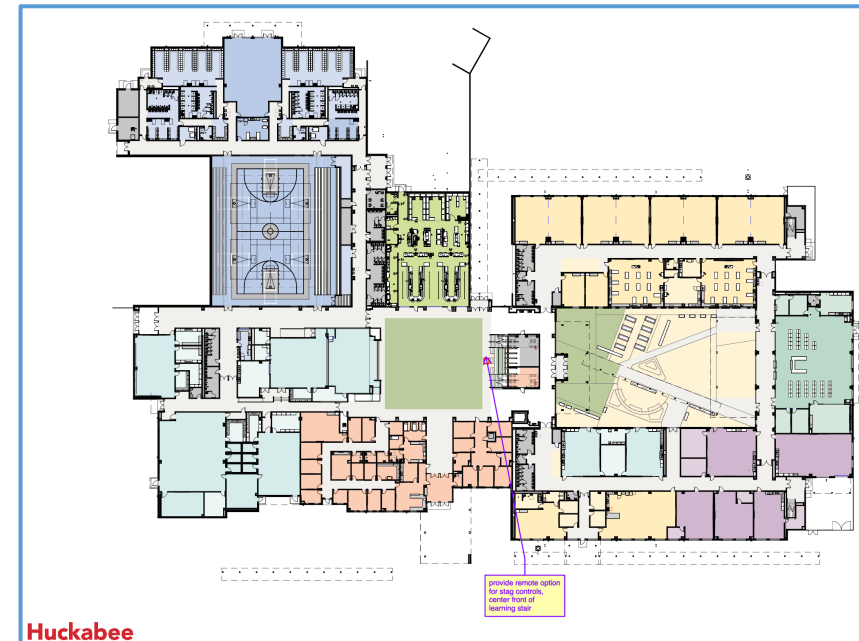 provide remote option
for stag controls,
center front of
learning stair
Huckabee